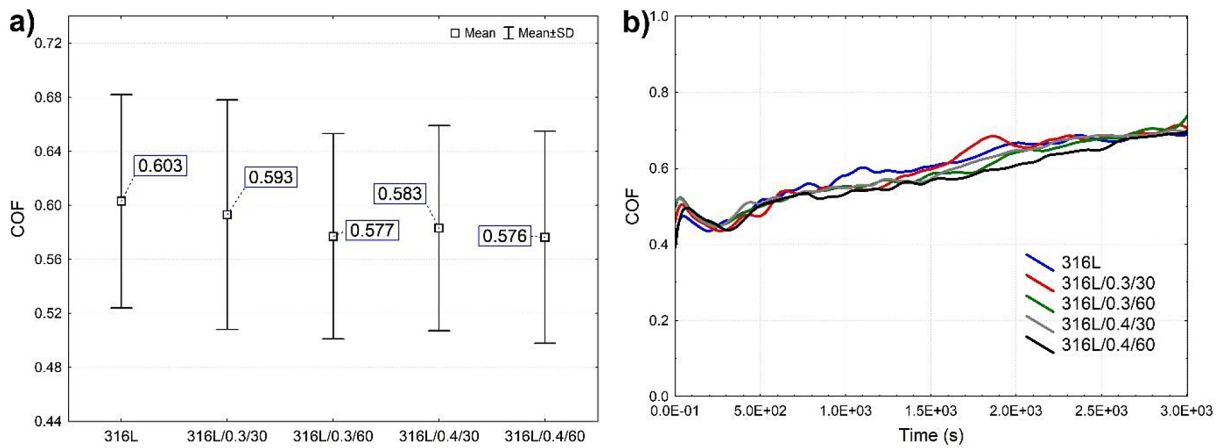 a)
Mean Mean±SD
0.72
0.68
0.64
0.60
0.56
0.52
0.48
0.44
COF
0.603
0.593
0.577
0.583
0.576
316L 316L/0.3/30 316L/0.3/60 316L/0.4/30 316L/0.4/60
b)
1.0
0.8
0.6
0.4
0.2
0.0
COF
316L
316L/0.3/30
316L/0.3/60
316L/0.4/30
316L/0.4/60
0.0E-01 5.0E+02 1.0E+03 1.5E+03 2.0E+03 2.5E+03 3.0E+03
Time (s)